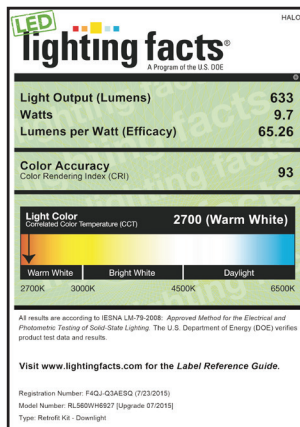 HALO
LED
lighting facts®
A Program of the U.S. DOE
Light Output (Lumens) 633
Watts 9.7
Lumens per Watt (Efficacy) 65.26
Color Accuracy
Color Rendering Index (CRI) 93
Light Color
Correlated Color Temperature (CCT) 2700 (Warm White)
Warm White Bright White Daylight
2700K 3000K 4500K 6500K
All results are according to IESNA LM-79-2008: Approved Method for the Electrical and
Photometric Testing of Solid-State Lighting. The U.S. Department of Energy (DOE) verifies
product test data and results.
Visit www.lightingfacts.com for the Label Reference Guide.
Registration Number: F4QJ-Q3AESQ (7/23/2015)
Model Number: RL560WH6927 [Upgrade 07/2015]
Type: Retrofit Kit - Downlight